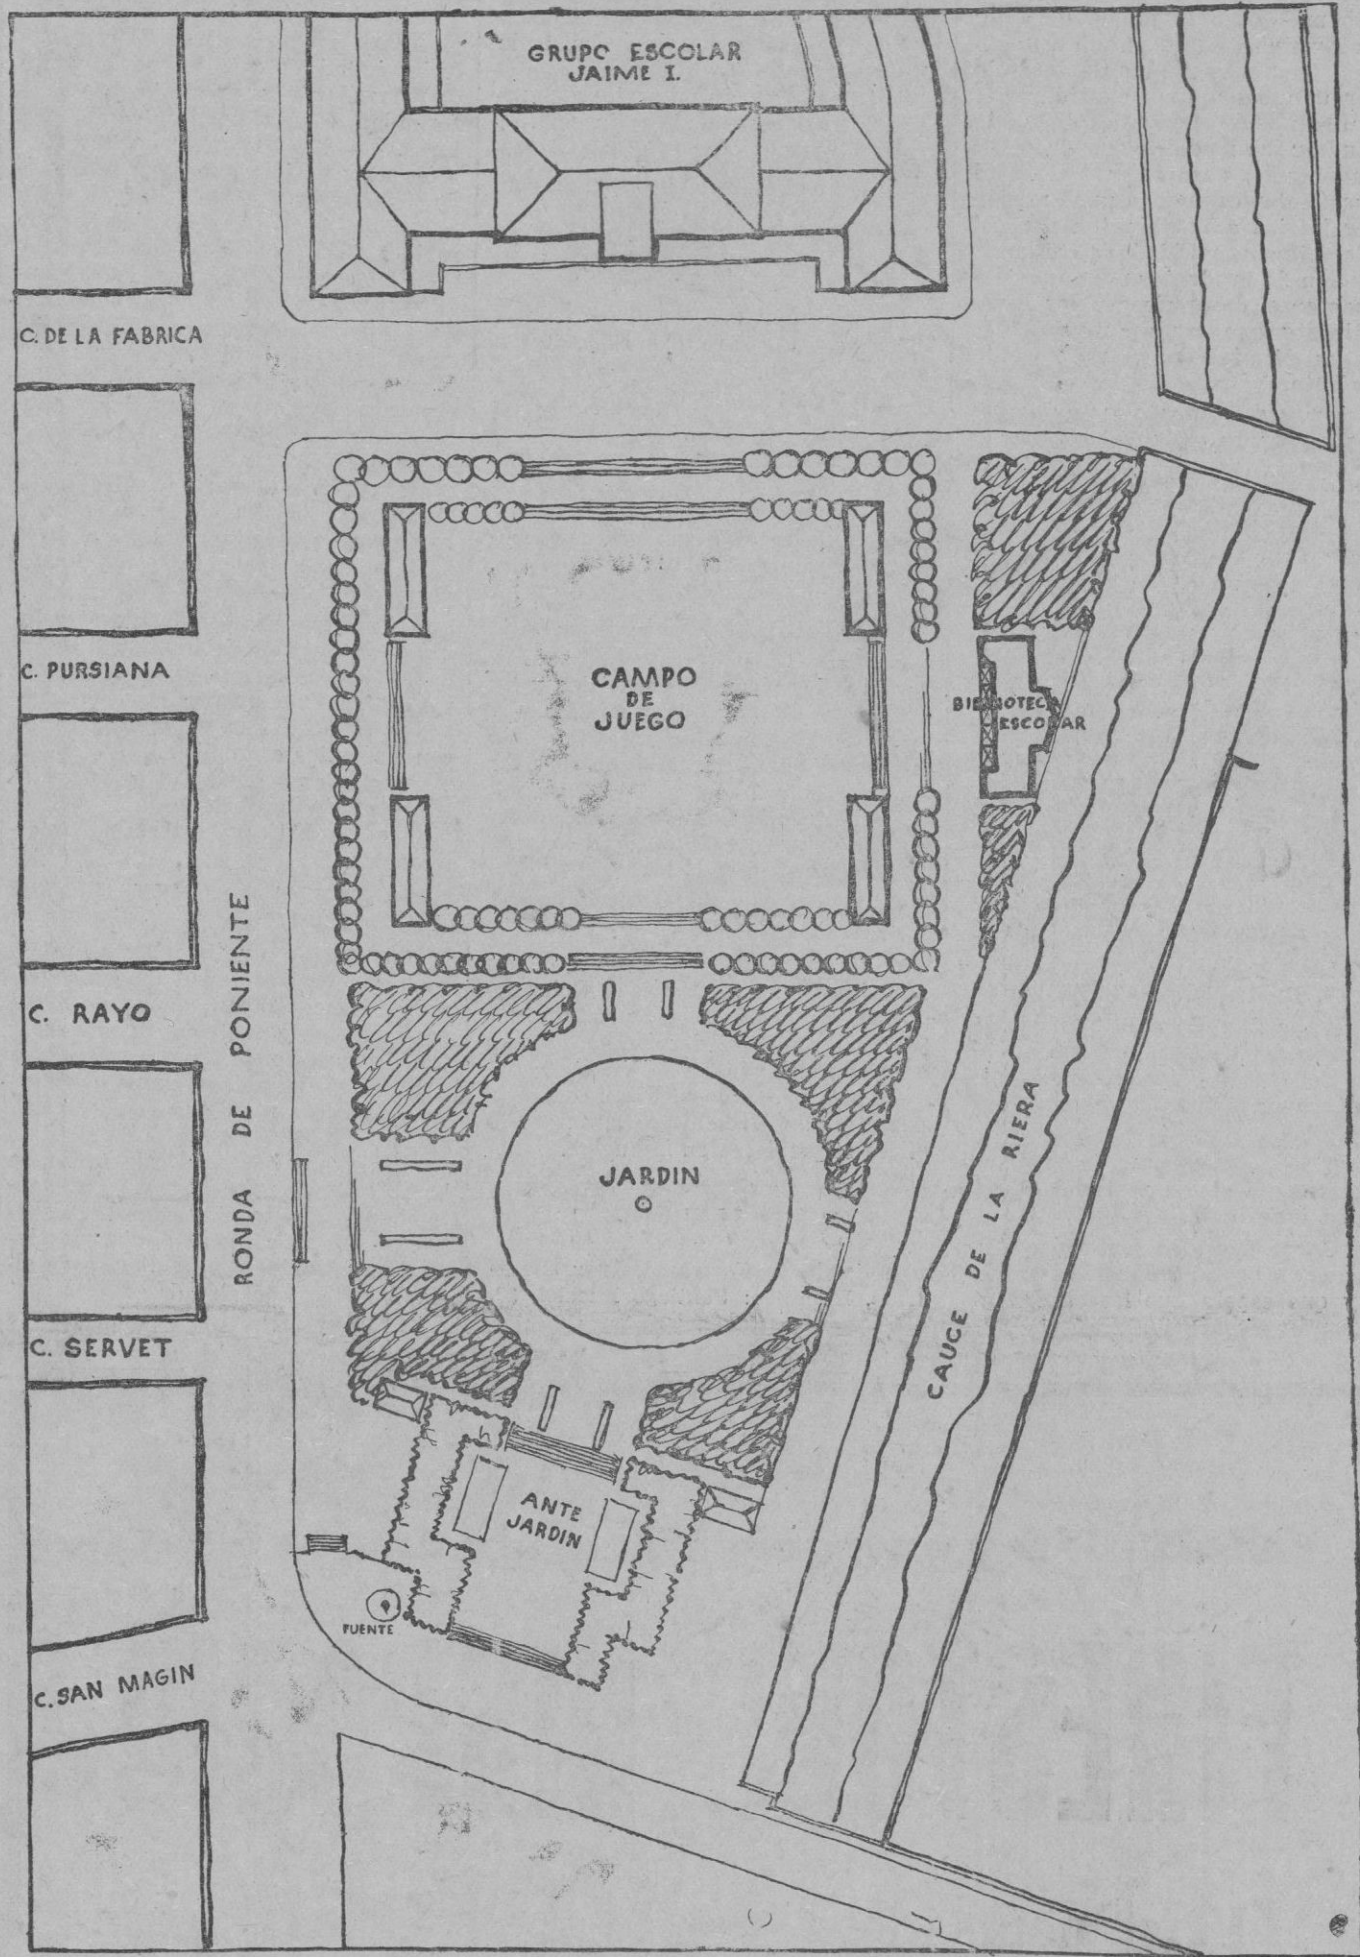 GRUPO ESCOLAR
JAIME I.
C. DE LA FABRICA
C. PURSIANA
CAMPO
DE
JUEGO
BIBLIOTECA
ESCOLAR
C. RAYO
RONDA DE PONIENTE
JARDIN
CAUCE DE LA RIERA
C. SERVET
ANTE
JARDIN
FUENTE
C. SAN MAGIN